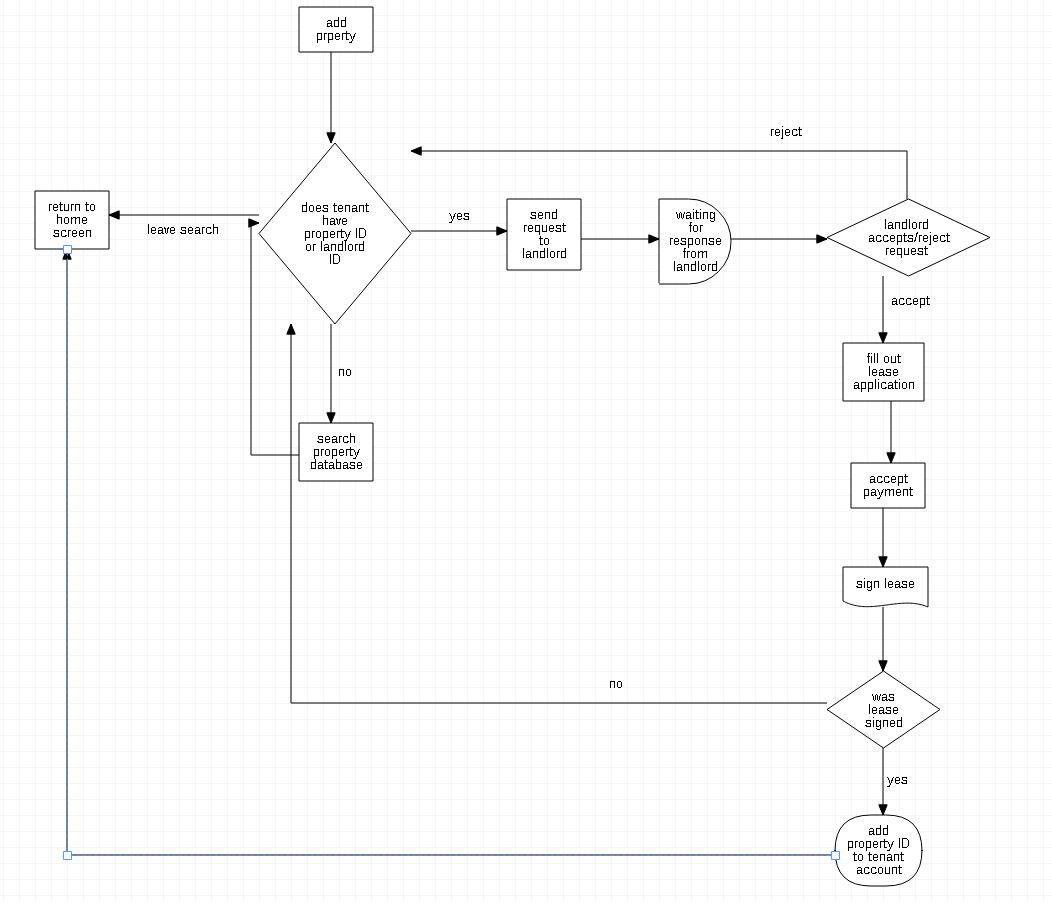 add
prperty
reject
does tenant
have
property ID
or landlord
ID
return to
home
screen
leave search
yes
send
request
to
landlord
waiting
for
response
from
landlord
landlord
accepts/reject
request
accept
no
fill out
lease
application
search
property
database
accept
payment
sign lease
no
was
lease
signed
yes
add
property ID
to tenant
account